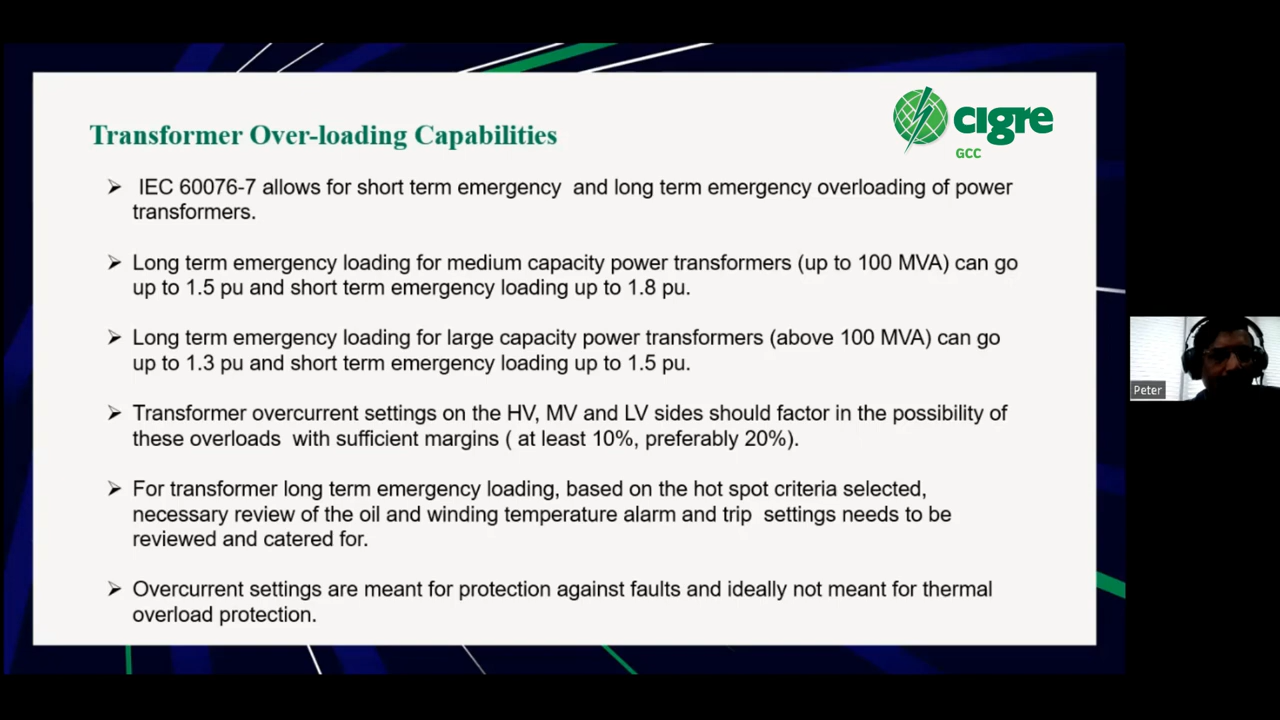 cigre
GCC
Transformer Over-loading Capabilities
➢ IEC 60076-7 allows for short term emergency and long term emergency overloading of power
transformers.
➢ Long term emergency loading for medium capacity power transformers (up to 100 MVA) can go
up to 1.5 pu and short term emergency loading up to 1.8 pu.
➢ Long term emergency loading for large capacity power transformers (above 100 MVA) can go
up to 1.3 pu and short term emergency loading up to 1.5 pu.
➢ Transformer overcurrent settings on the HV, MV and LV sides should factor in the possibility of
these overloads with sufficient margins ( at least 10%, preferably 20%).
➢ For transformer long term emergency loading, based on the hot spot criteria selected,
necessary review of the oil and winding temperature alarm and trip settings needs to be
reviewed and catered for.
➢ Overcurrent settings are meant for protection against faults and ideally not meant for thermal
overload protection.
Peter